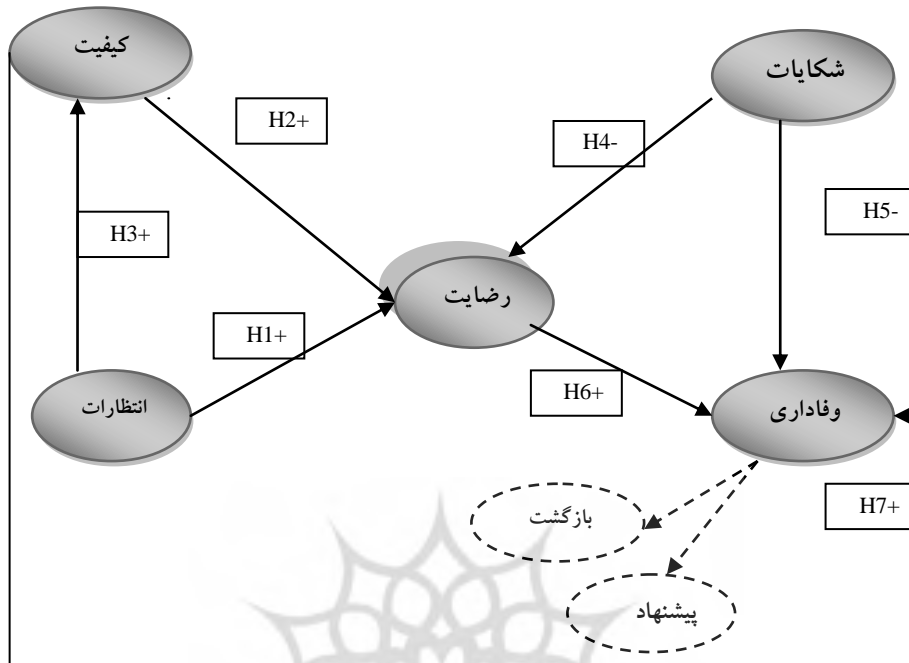 کیفیت
شکایات
H2+
H4-
H3+
H5-
رضایت
H1+
H6+
انتظارات
وفاداری
بازگشت
H7+
پیشنهاد